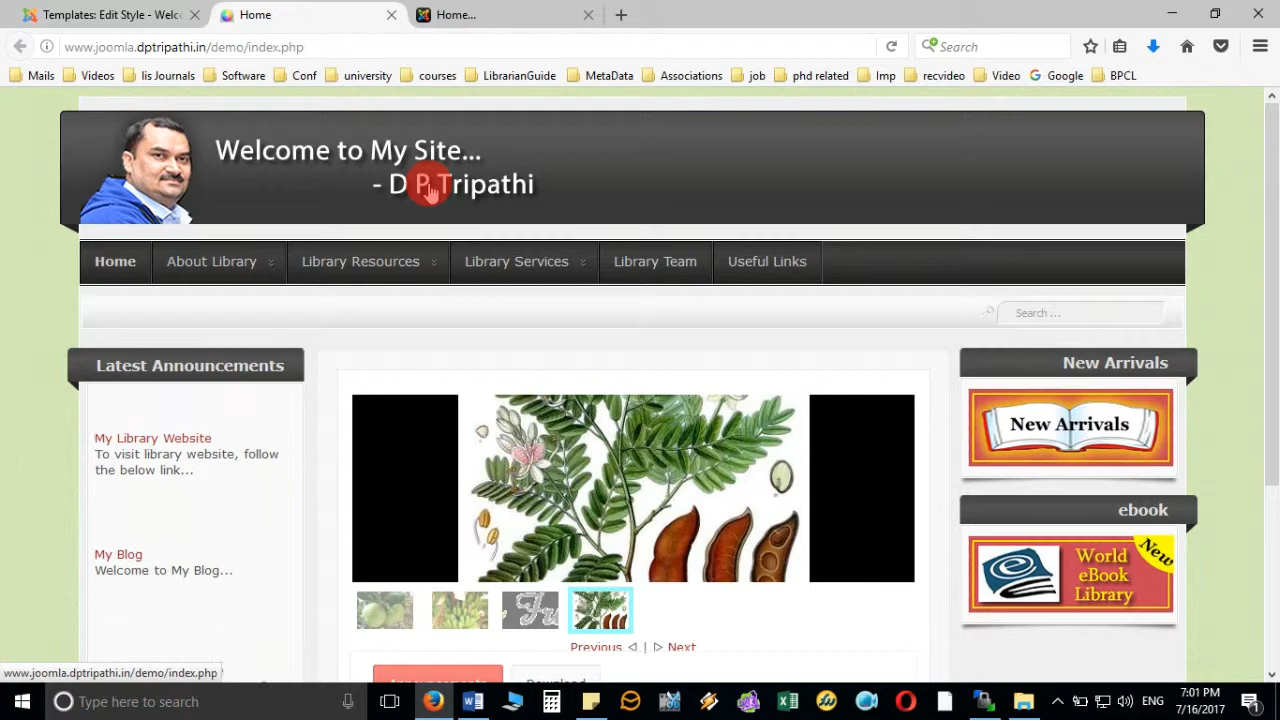 Templates: Edit Style - Welc
Home
Home...
www.joomla.dptripathi.in/demo/index.php
Search
Mails
Videos
lis Journals
Software
Conf
university
courses
LibrarianGuide
MetaData
Associations
job
phd related
Imp
recvideo
Video
Google
BPCL
Welcome to My Site...
- D P Tripathi
Home
About Library
Library Resources
Library Services
Library Team
Useful Links
Search ...
Latest Announcements
My Library Website
To visit library website, follow
the below link...
My Blog
Welcome to My Blog...
Previous
|
Next
Announcements
Download
New Arrivals
New Arrivals
ebook
New
World
eBook
Library
www.joomla.dptripathi.in/demo/index.php
Type here to search
ENG
7:01 PM
7/16/2017